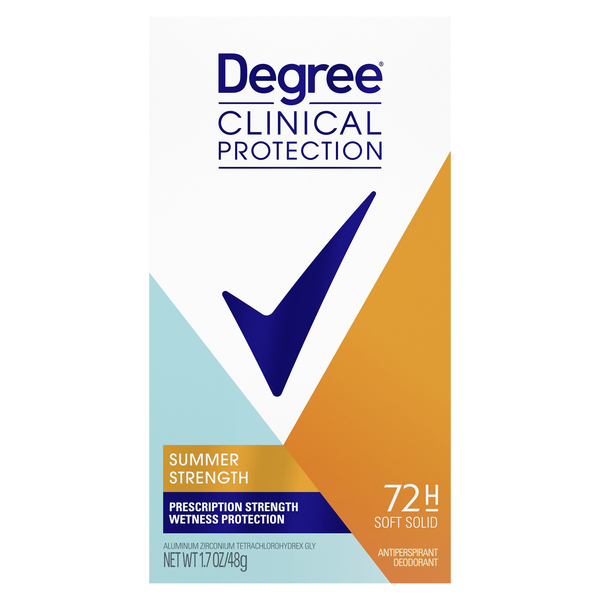 Degree®
CLINICAL
PROTECTION
SUMMER
STRENGTH
PRESCRIPTION STRENGTH
WETNESS PROTECTION
72H
SOFT SOLID
ALUMINUM ZIRCONIUM TETRACHLOROHYDREX GLY
NET WT 1.7 OZ/48g
ANTIPERSPIRANT
DEODORANT